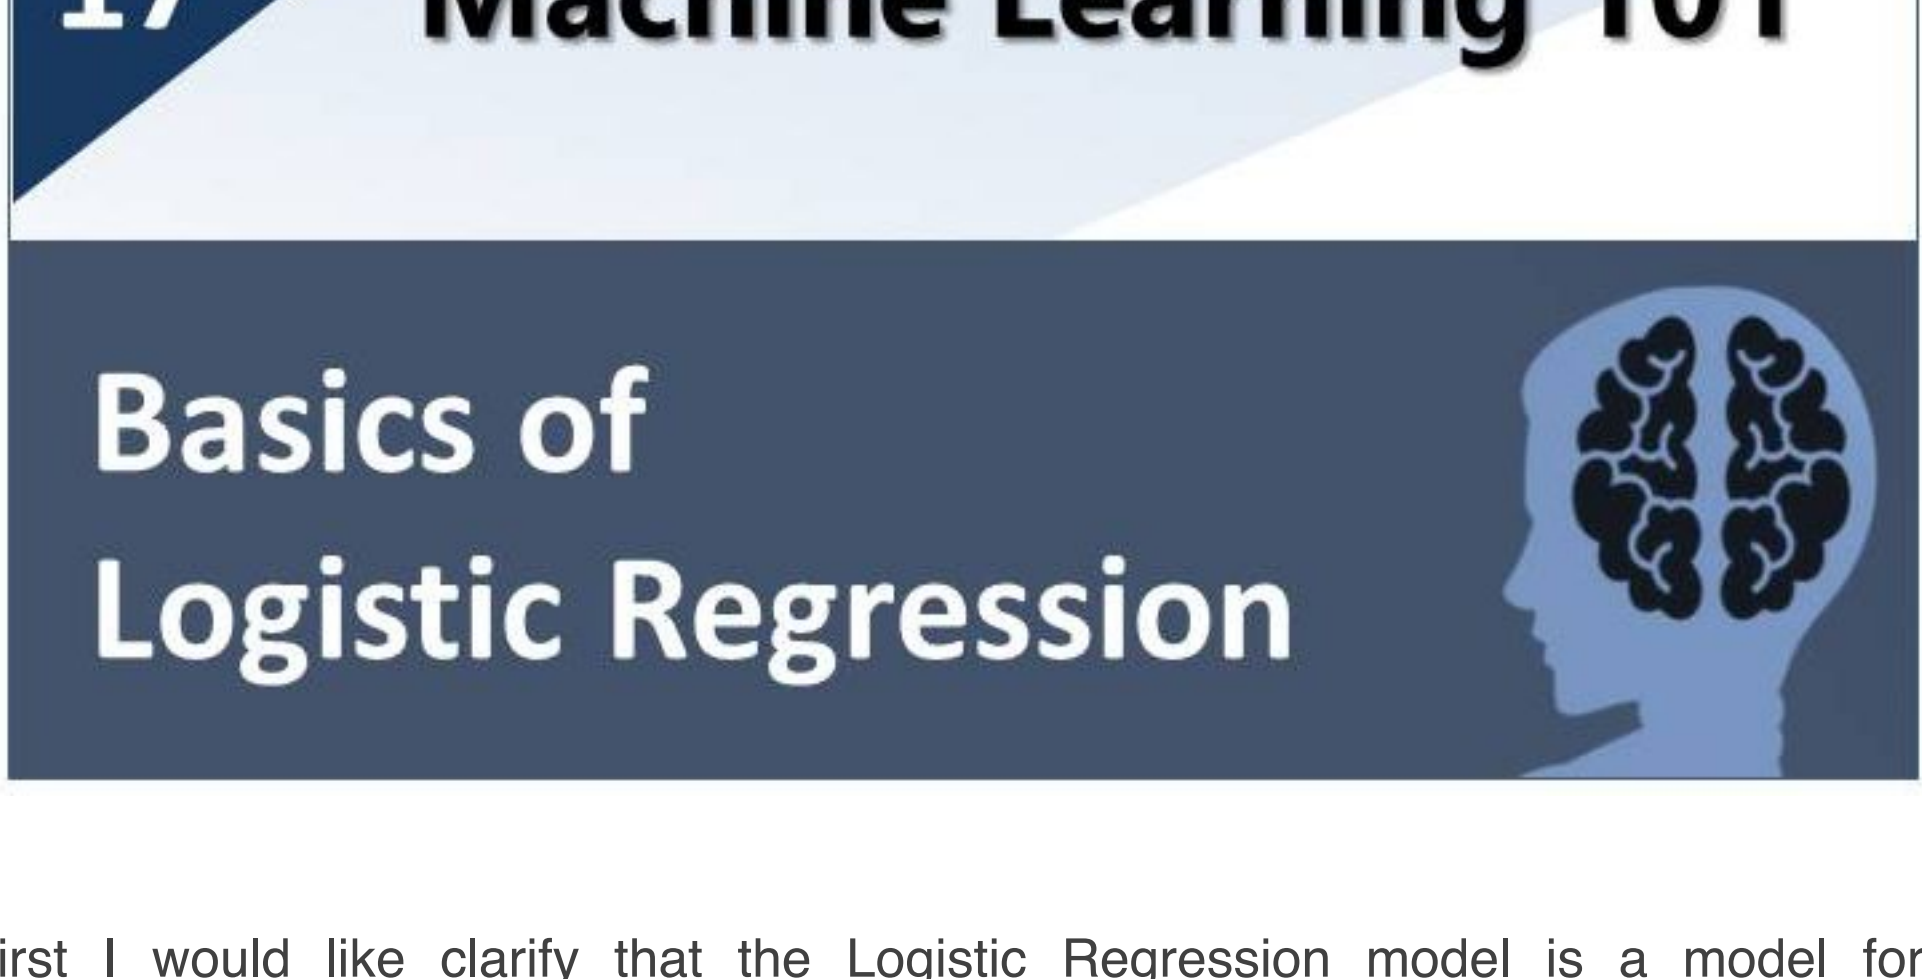 17
Machine Learning 101
Basics of
Logistic Regression
irst I would like clarify that the Logistic Regression model is a model for